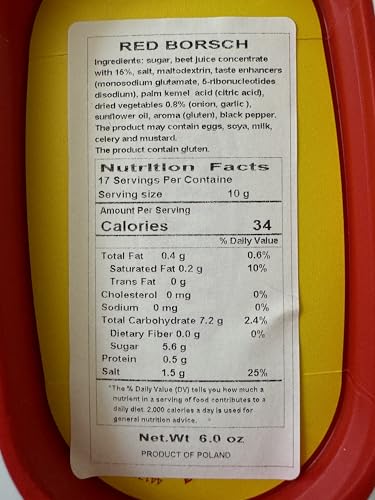 RED BORSCH
Ingredients: sugar, beet juice concentrate
with 16%, salt, maltodextrin, taste enhancers
(monosodium glutamate, 5-ribonucleotides
disodium), palm kernel acid (citric acid),
dried vegetables 0.8% (onion, garlic ),
sunflower oil, aroma (gluten), black pepper.
The product may contain eggs, soya, milk,
celery and mustard.
The product contain gluten.
Nutrition Facts
17 Servings Per Containe
Serving size 10 g
Amount Per Serving
Calories 34
% Daily Value
Total Fat 0.4 g 0.6%
Saturated Fat 0.2 g 10%
Trans Fat 0 g
Cholesterol 0 mg 0%
Sodium 0 mg 0%
Total Carbohydrate 7.2 g 2.4%
Dietary Fiber 0.0 g 0%
Sugar 5.6 g
Protein 0.5 g
Salt 1.5 g 25%
*The % Daily Value (DV) tells you how much a
nutrient in a serving of food contributes to a
daily diet. 2,000 calories a day is used for
general nutrition advice.
Net.Wt 6.0 oz
PRODUCT OF POLAND